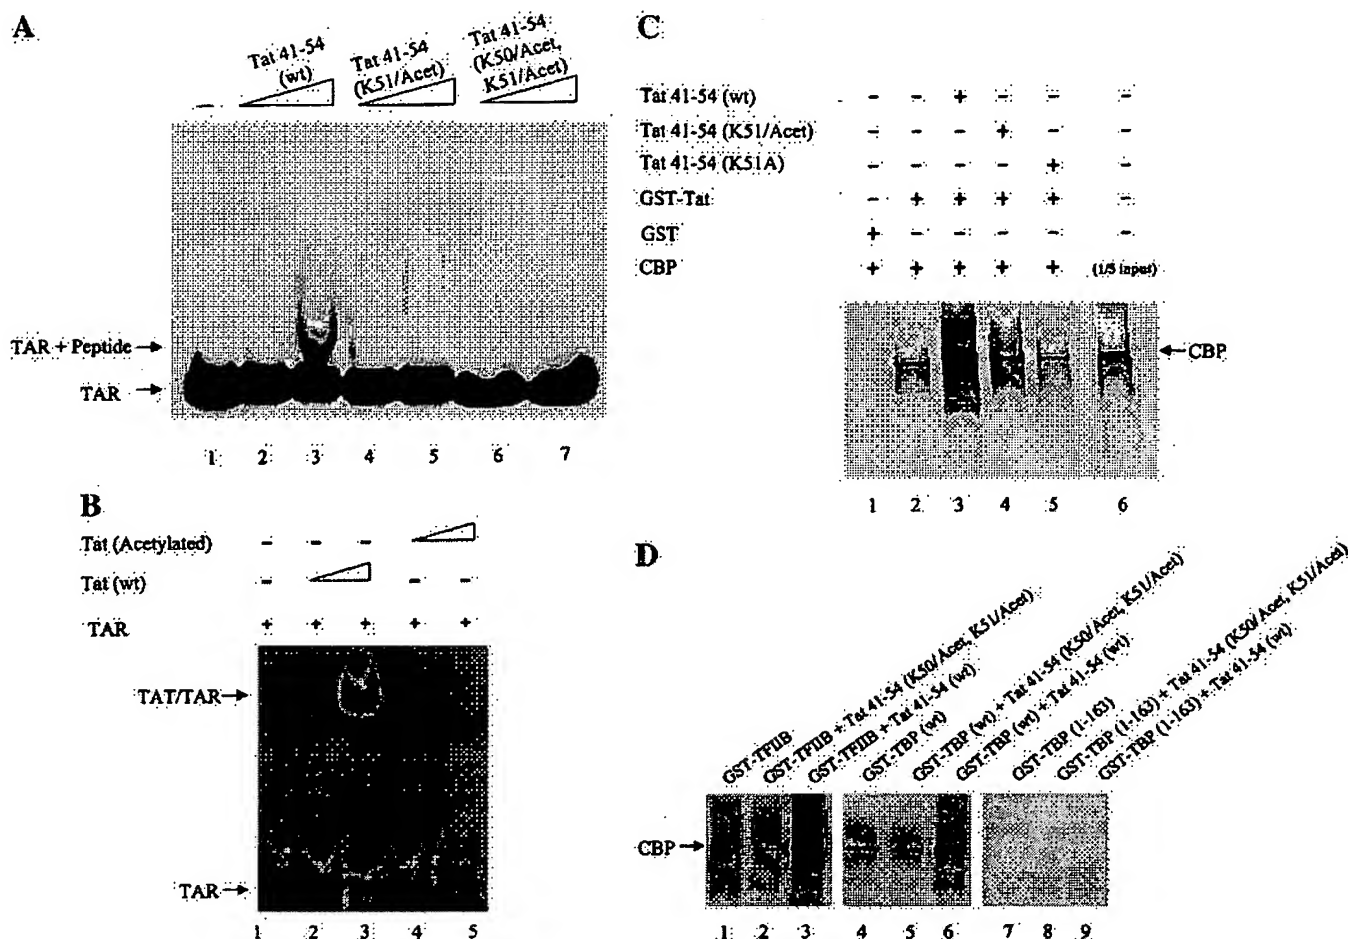 A
Tat 41-54
(wt)
Tat 41-54
(K51/Acet)
Tat 41-54
(K50/Acet,
K51/Acet)
TAR + Peptide
TAR
1 2 3 4 5 6 7
B
Tat (Acetylated) - - -
Tat (wt) - - -
TAR + + + + +
TAT/TAR
TAR
1 2 3 4 5
C
Tat 41-54 (wt) - - + - - -
Tat 41-54 (K51/Acet) - - - + - -
Tat 41-54 (K51A) - - - - + -
GST-Tat - + + + + -
GST + - - - - -
CBP + + + + + (1/5 input)
CBP
1 2 3 4 5 6
D
GST-TFIIB
GST-TFIIB + Tat 41-54 (K50/Acet, K51/Acet)
GST-TFIIB + Tat 41-54 (wt)
GST-TBP (wt)
GST-TBP (wt) + Tat 41-54 (K50/Acet, K51/Acet)
GST-TBP (wt) + Tat 41-54 (wt)
GST-TBP (1-163)
GST-TBP (1-163) + Tat 41-54 (K50/Acet, K51/Acet)
GST-TBP (1-163) + Tat 41-54 (wt)
CBP
1 2 3 4 5 6 7 8 9